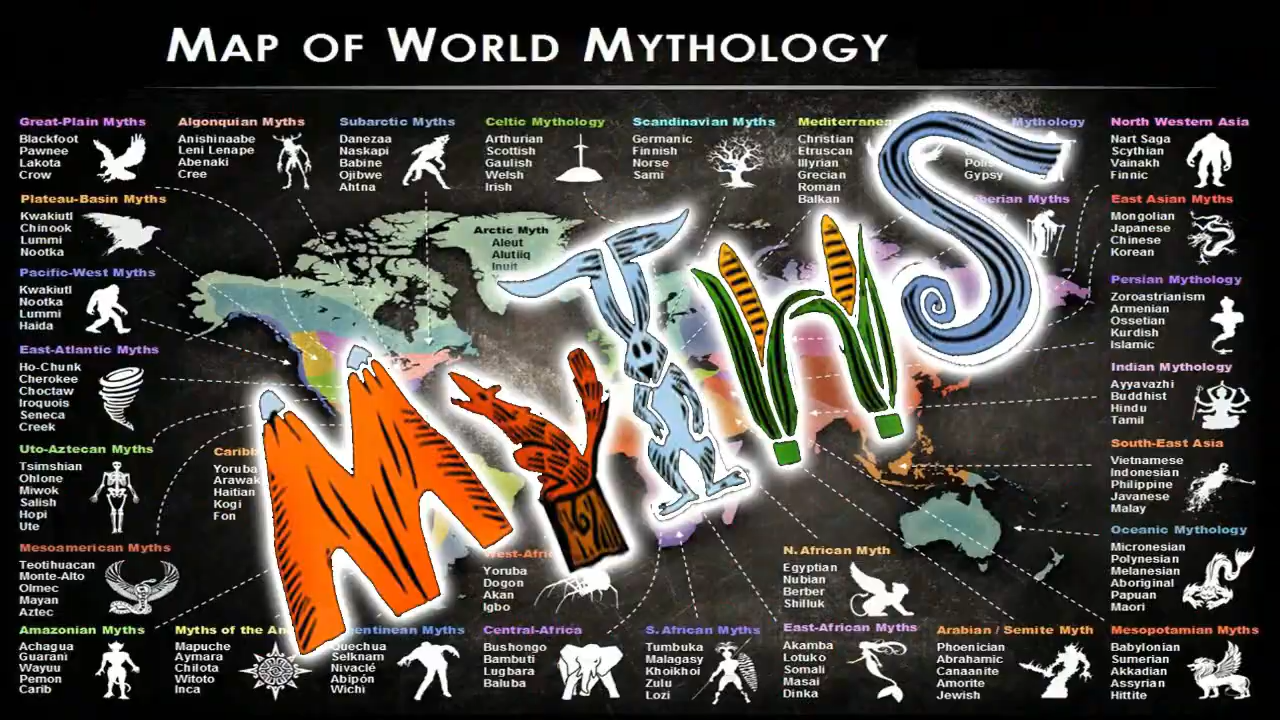 MAP OF WORLD MYTHOLOGY
MYTHS
Great-Plain Myths
Blackfoot
Pawnee
Lakota
Crow
Algonquian Myths
Anishinaabe
Leni Lenape
Abenaki
Cree
Subarctic Myths
Danezaa
Naskapi
Babine
Ojibwe
Ahtna
Celtic Mythology
Arthurian
Scottish
Gaulish
Welsh
Irish
Scandinavian Myths
Germanic
Finnish
Norse
Sami
Christian
Etruscan
Illyrian
Grecian
Roman
Balkan
Mythology
Gypsy
Myths
North Western Asia
Nart Saga
Scythian
Vainakh
Finnic
Plateau-Basin Myths
Kwakiutl
Chinook
Lummi
Nootka
East Asian Myths
Mongolian
Japanese
Chinese
Korean
Arctic Myth
Aleut
Alutiiq
Inuit
Pacific-West Myths
Kwakiutl
Nootka
Lummi
Haida
Persian Mythology
Zoroastrianism
Armenian
Ossetian
Kurdish
Islamic
East-Atlantic Myths
Ho-Chunk
Cherokee
Choctaw
Iroquois
Seneca
Creek
Indian Mythology
Ayyavazhi
Buddhist
Hindu
Tamil
Uto-Aztecan Myths
Tsimshian
Ohlone
Miwok
Salish
Hopi
Ute
Yoruba
Arawak
Haitian
Kogi
Fon
South-East Asia
Vietnamese
Indonesian
Philippine
Javanese
Malay
Mesoamerican Myths
Teotihuacan
Monte-Alto
Olmec
Mayan
Aztec
Yoruba
Dogon
Akan
Igbo
N. African Myth
Egyptian
Nubian
Berber
Shilluk
Oceanic Mythology
Micronesian
Polynesian
Melanesian
Aboriginal
Papuan
Maori
Amazonian Myths
Achagua
Guarani
Wayuu
Pemon
Carib
Myths of the
Mapuche
Aymara
Chilota
Witoto
Inca
Myths
Selknam
Nivaclé
Abipón
Wichi
Central-Africa
Bushongo
Bambuti
Lugbara
Baluba
S. African Myths
Tumbuka
Malagasy
Khoikhoi
Zulu
Lozi
East-African Myths
Akamba
Lotuko
Somali
Masai
Dinka
Arabian / Semite Myth
Phoenician
Abrahamic
Canaanite
Amorite
Jewish
Mesopotamian Myths
Babylonian
Sumerian
Akkadian
Assyrian
Hittite